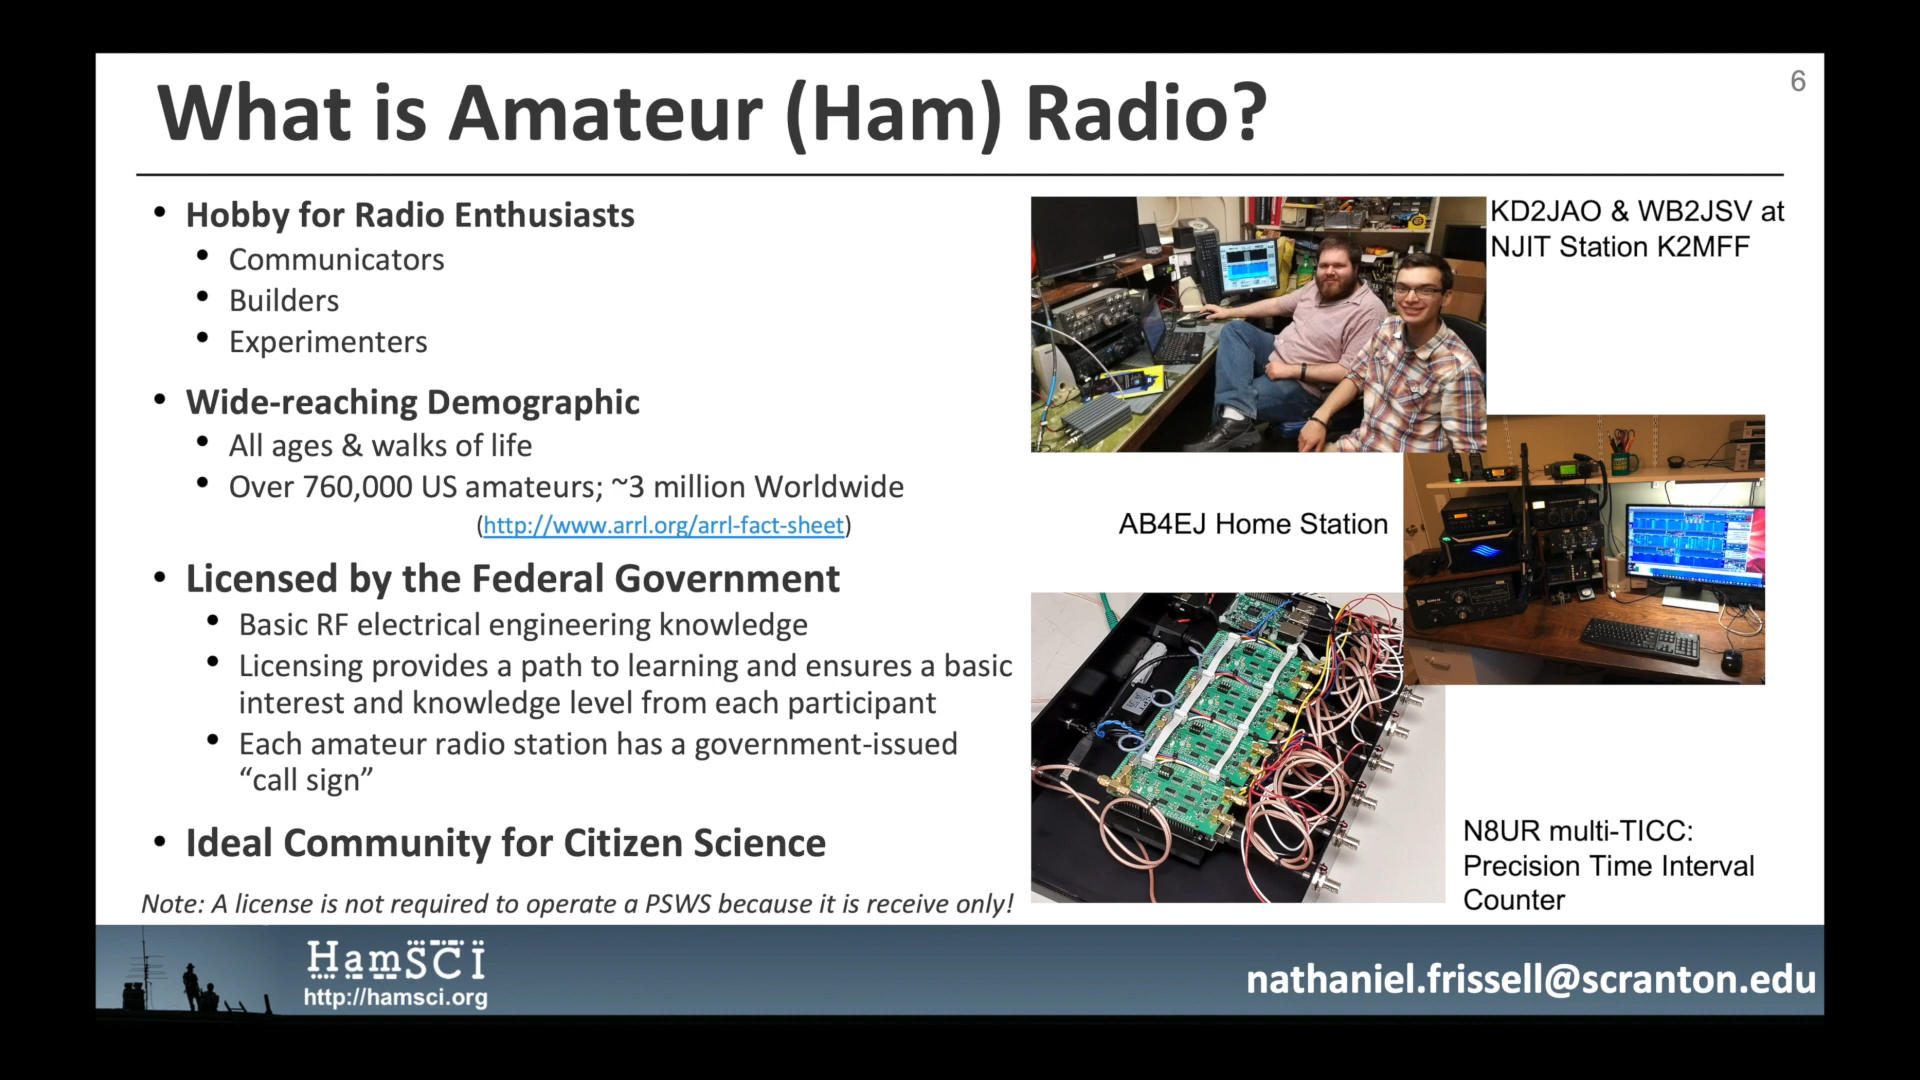 6
What is Amateur (Ham) Radio?
• Hobby for Radio Enthusiasts
• Communicators
• Builders
• Experimenters
• Wide-reaching Demographic
• All ages & walks of life
• Over 760,000 US amateurs; ~3 million Worldwide
(http://www.arrl.org/arrl-fact-sheet)
• Licensed by the Federal Government
• Basic RF electrical engineering knowledge
• Licensing provides a path to learning and ensures a basic
interest and knowledge level from each participant
• Each amateur radio station has a government-issued
“call sign”
• Ideal Community for Citizen Science
Note: A license is not required to operate a PSWS because it is receive only!
KD2JAO & WB2JSV at
NJIT Station K2MFF
AB4EJ Home Station
N8UR multi-TICC:
Precision Time Interval
Counter
HamSCI
http://hamsci.org
nathaniel.frissell@scranton.edu